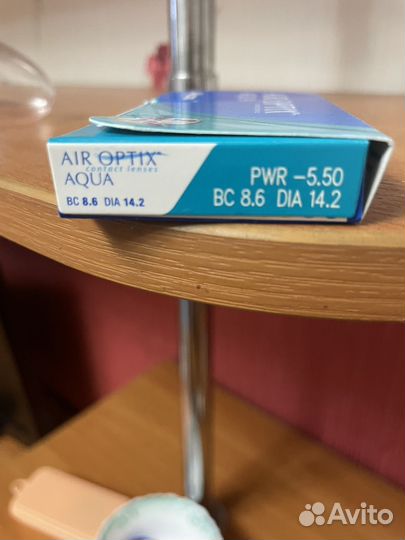 AIR OPTIX™
contact lenses
AQUA
BC 8.6 DIA 14.2
PWR -5.50
BC 8.6 DIA 14.2
Avito